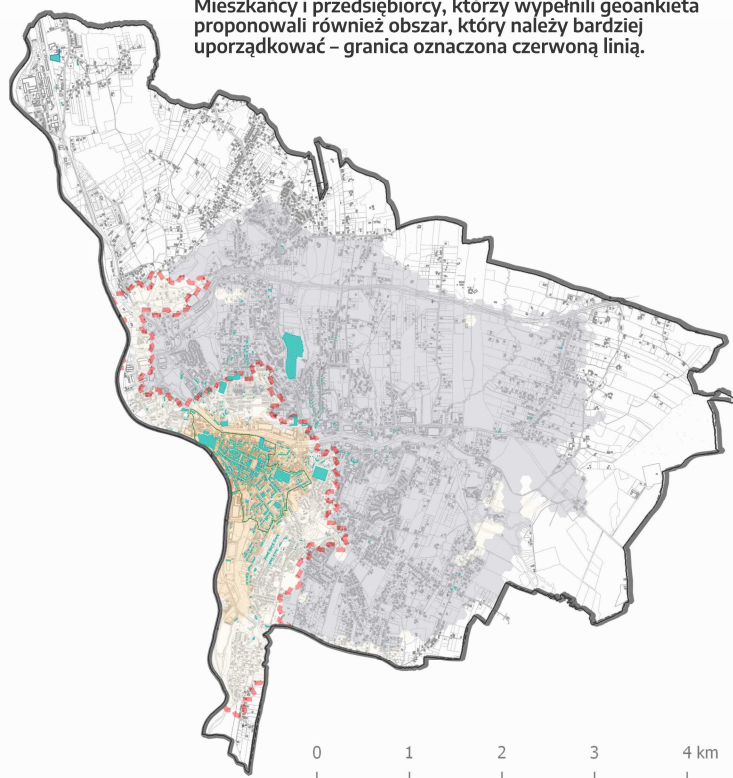 Mieszkańcy i przedsiębiorcy, którzy wypełnili geoankieta
proponowali również obszar, który należy bardziej
uporządkować – granica oznaczona czerwoną linią.
0 1 2 3 4 km